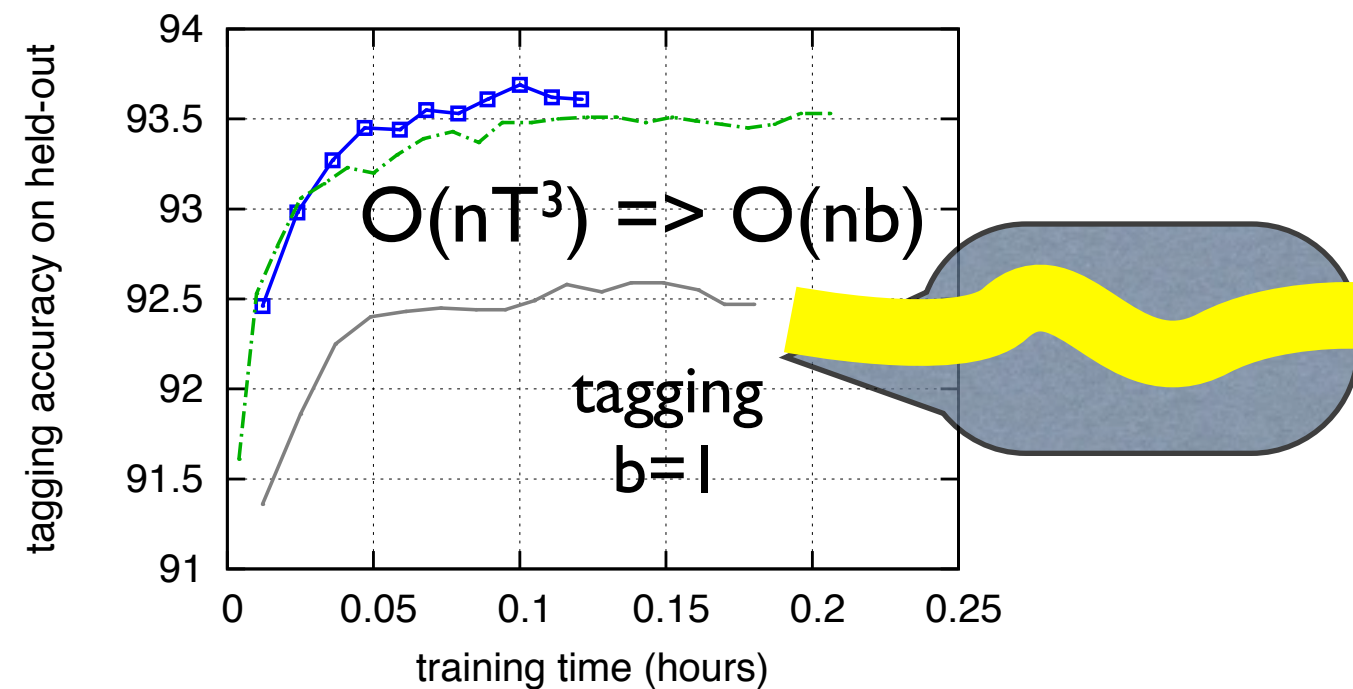 tagging accuracy on held-out
94
93.5
93
92.5
92
91.5
91
O(nT³) => O(nb)
tagging
b=1
0 0.05 0.1 0.15 0.2 0.25
training time (hours)